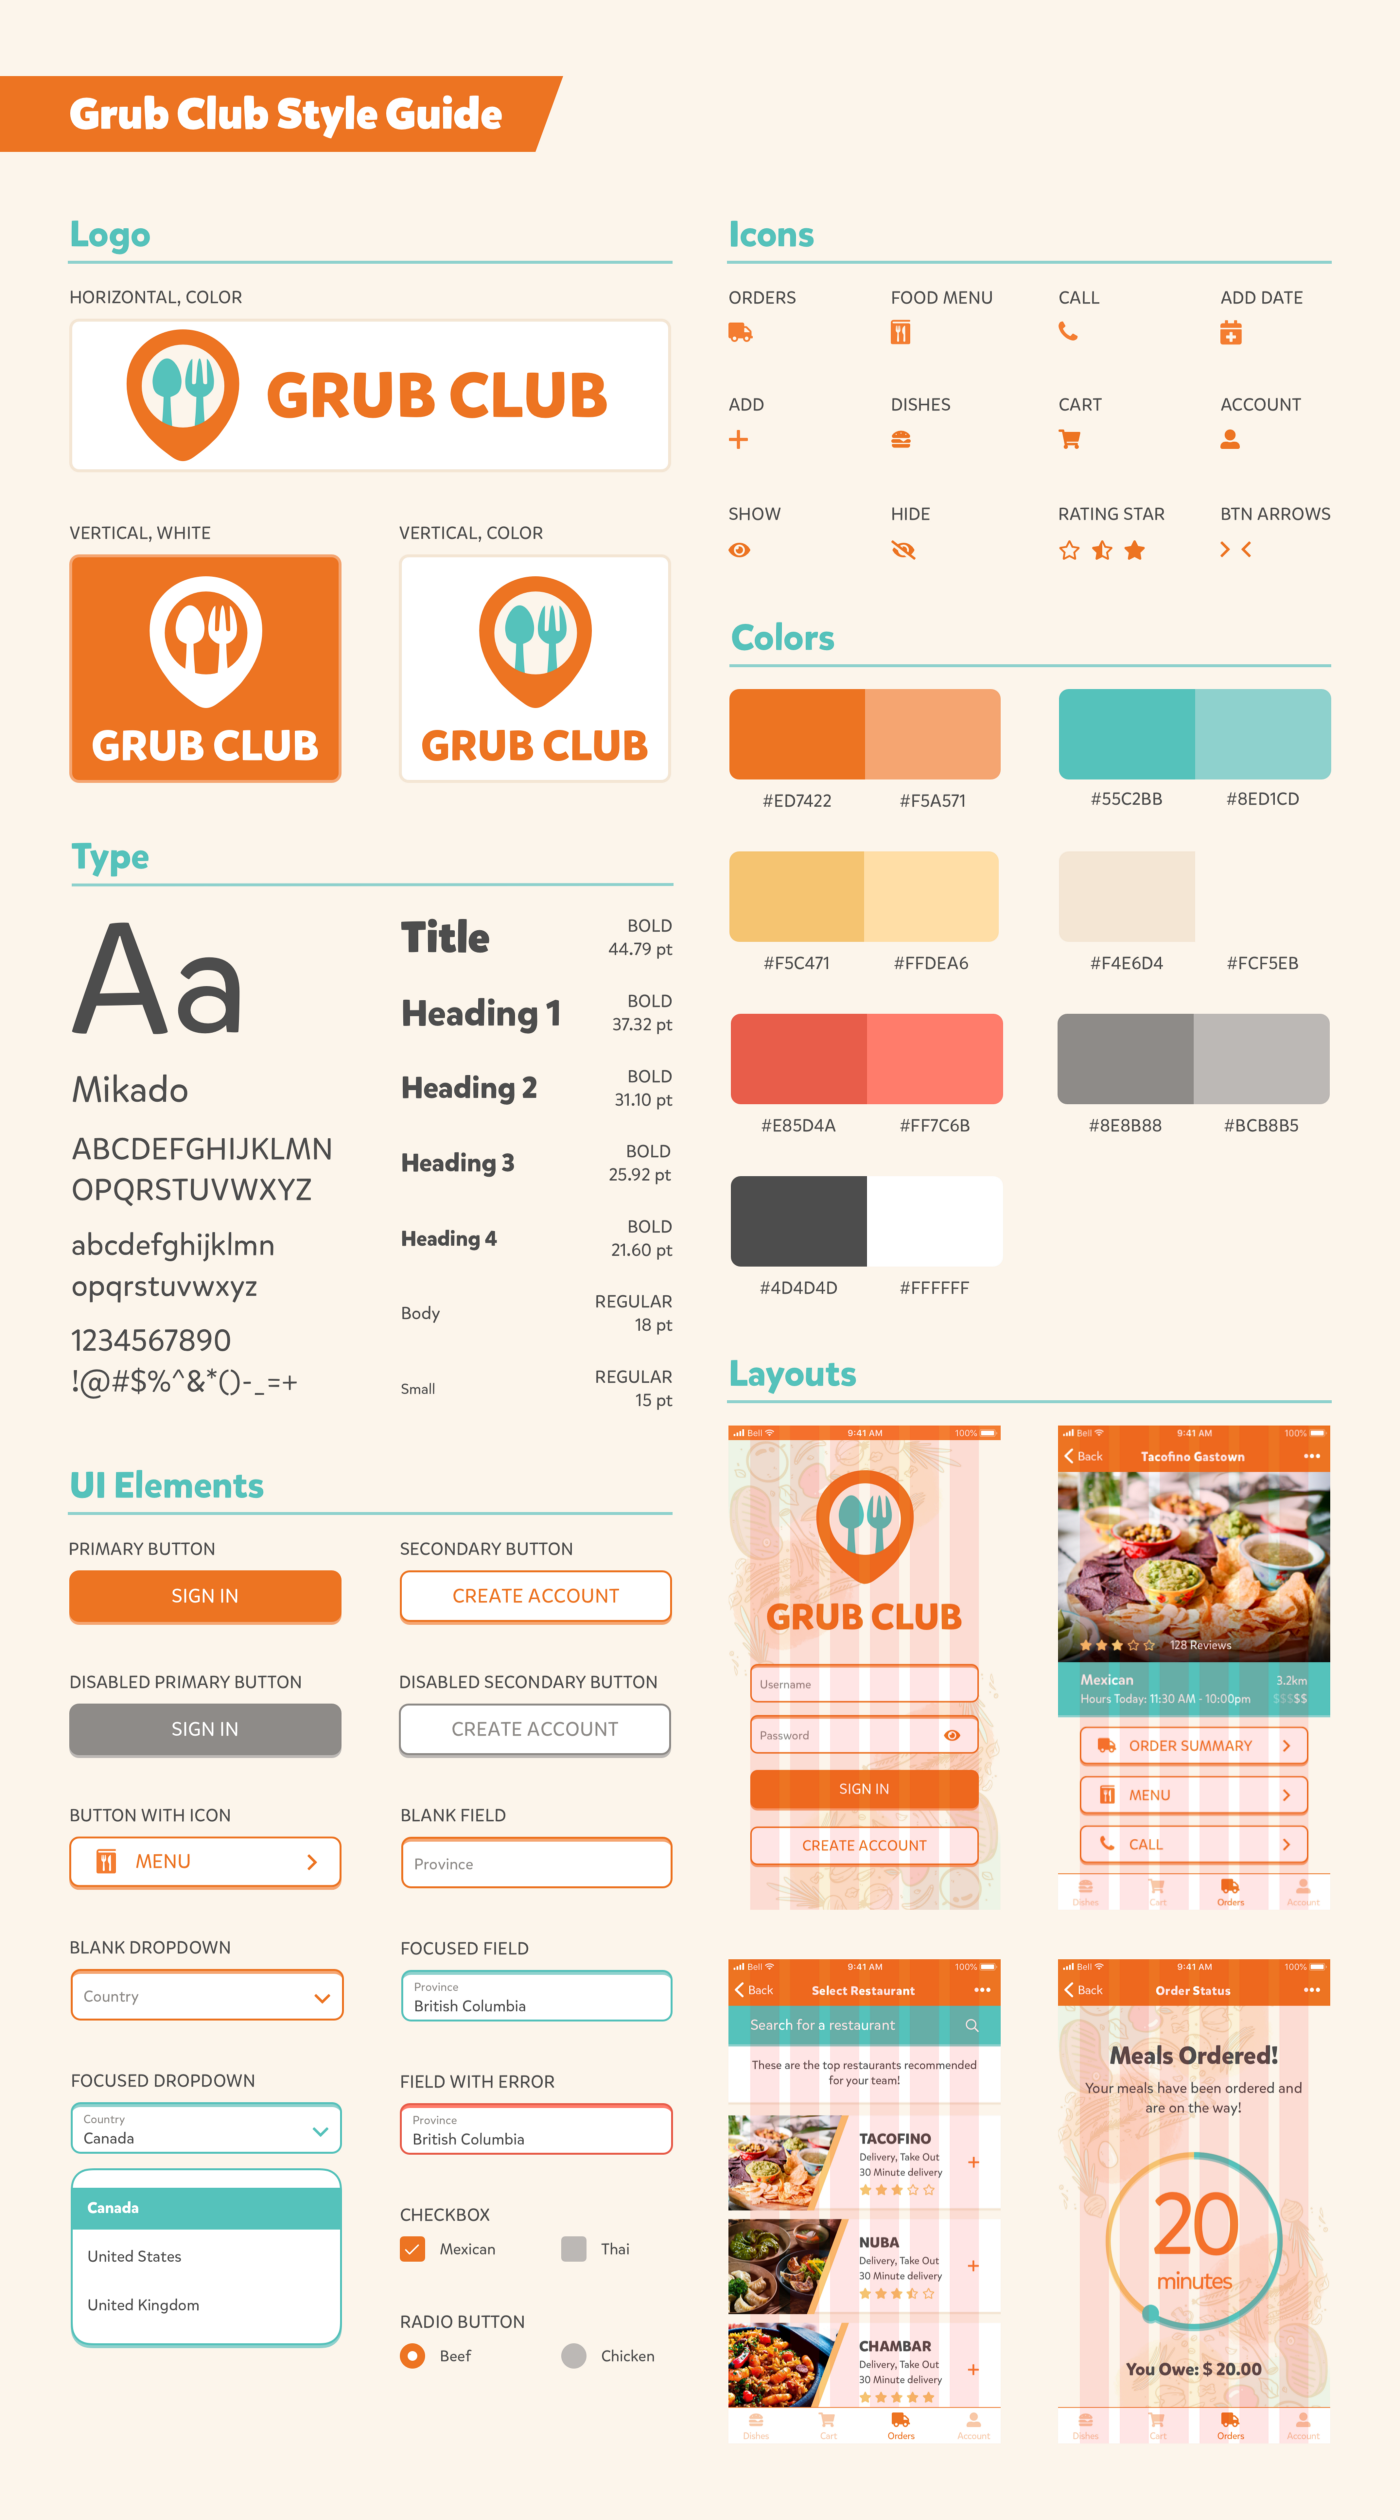 Grub Club Style Guide
Logo
HORIZONTAL, COLOR
GRUB CLUB
VERTICAL, WHITE
VERTICAL, COLOR
GRUB CLUB
GRUB CLUB
Type
Aa
Mikado
ABCDEFGHIJKLMN
OPQRSTUVWXYZ
abcdefghijklmn
opqrstuvwxyz
1234567890
!@#$%^&*()-_=+
Title
BOLD
44.79 pt
Heading 1
BOLD
37.32 pt
Heading 2
BOLD
31.10 pt
Heading 3
BOLD
25.92 pt
Heading 4
BOLD
21.60 pt
Body
REGULAR
18 pt
Small
REGULAR
15 pt
UI Elements
PRIMARY BUTTON
SIGN IN
SECONDARY BUTTON
CREATE ACCOUNT
DISABLED PRIMARY BUTTON
SIGN IN
DISABLED SECONDARY BUTTON
CREATE ACCOUNT
BUTTON WITH ICON
MENU
BLANK FIELD
Province
BLANK DROPDOWN
Country
FOCUSED FIELD
Province
British Columbia
FOCUSED DROPDOWN
Country
Canada
Canada
United States
United Kingdom
FIELD WITH ERROR
Province
British Columbia
CHECKBOX
Mexican
Thai
RADIO BUTTON
Beef
Chicken
Icons
ORDERS
FOOD MENU
CALL
ADD DATE
ADD
DISHES
CART
ACCOUNT
SHOW
HIDE
RATING STAR
BTN ARROWS
Colors
#ED7422
#F5A571
#55C2BB
#8ED1CD
#F5C471
#FFDEA6
#F4E6D4
#FCF5EB
#E85D4A
#FF7C6B
#8E8B88
#BCB8B5
#4D4D4D
#FFFFFF
Layouts
Bell 9:41 AM 100%
GRUB CLUB
Username
Password
SIGN IN
CREATE ACCOUNT
Bell 9:41 AM 100%
Back Tacofino Gastown
128 Reviews
Mexican 3.2km
Hours Today: 11:30 AM - 10:00pm $$$$$
ORDER SUMMARY
MENU
CALL
Dishes Cart Orders Account
Bell 9:41 AM 100%
Back Select Restaurant
Search for a restaurant
These are the top restaurants recommended
for your team!
TACOFINO
Delivery, Take Out
30 Minute delivery
NUBA
Delivery, Take Out
30 Minute delivery
CHAMBAR
Delivery, Take Out
30 Minute delivery
Dishes Cart Orders Account
Bell 9:41 AM 100%
Back Order Status
Meals Ordered!
Your meals have been ordered and
are on the way!
20
minutes
You Owe: $ 20.00
Dishes Cart Orders Account